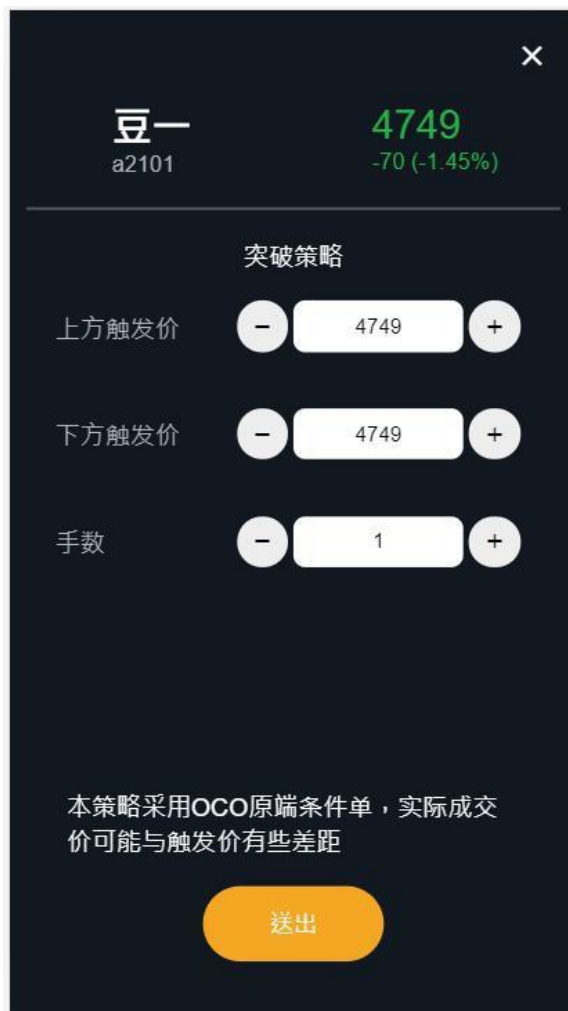 ×
豆一
4749
a2101
-70 (-1.45%)
突破策略
上方触发价 − 4749 +
下方触发价 − 4749 +
手数 − 1 +
本策略采用OCO原端条件单，实际成交
价可能与触发价有些差距
送出